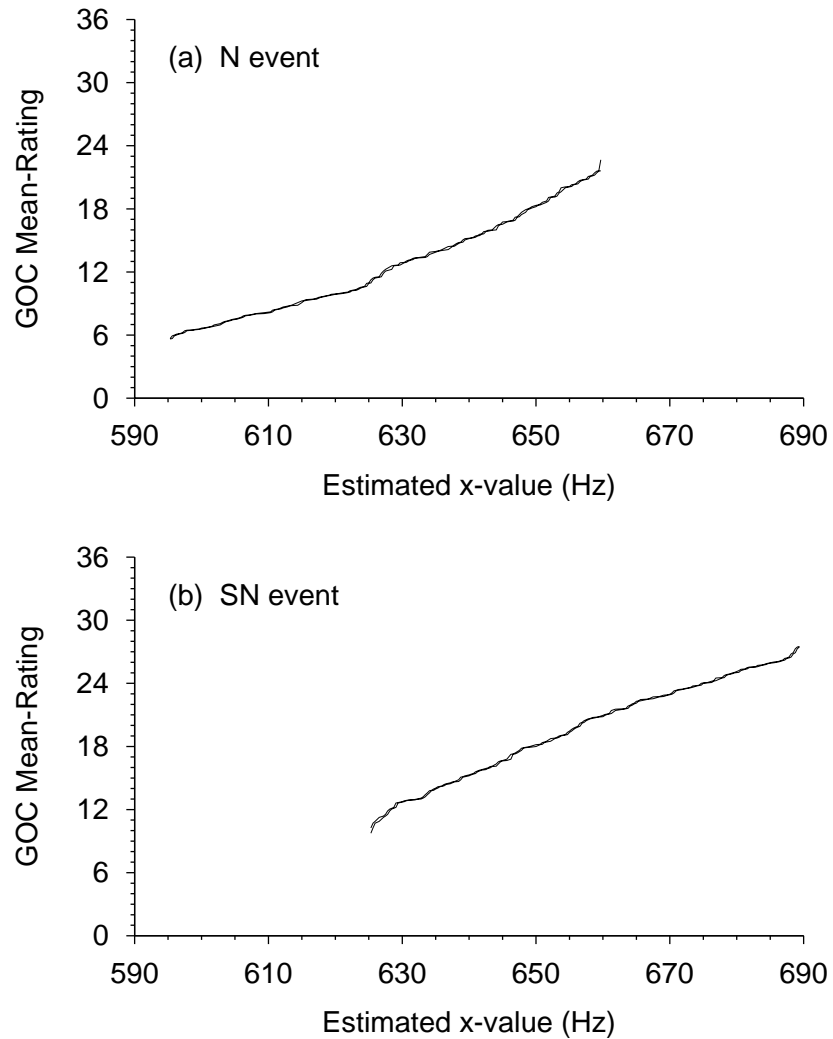 36
(a) N event
30
24
18
12
6
0
GOC Mean-Rating
590 610 630 650 670 690
Estimated x-value (Hz)
36
(b) SN event
30
24
18
12
6
0
GOC Mean-Rating
590 610 630 650 670 690
Estimated x-value (Hz)